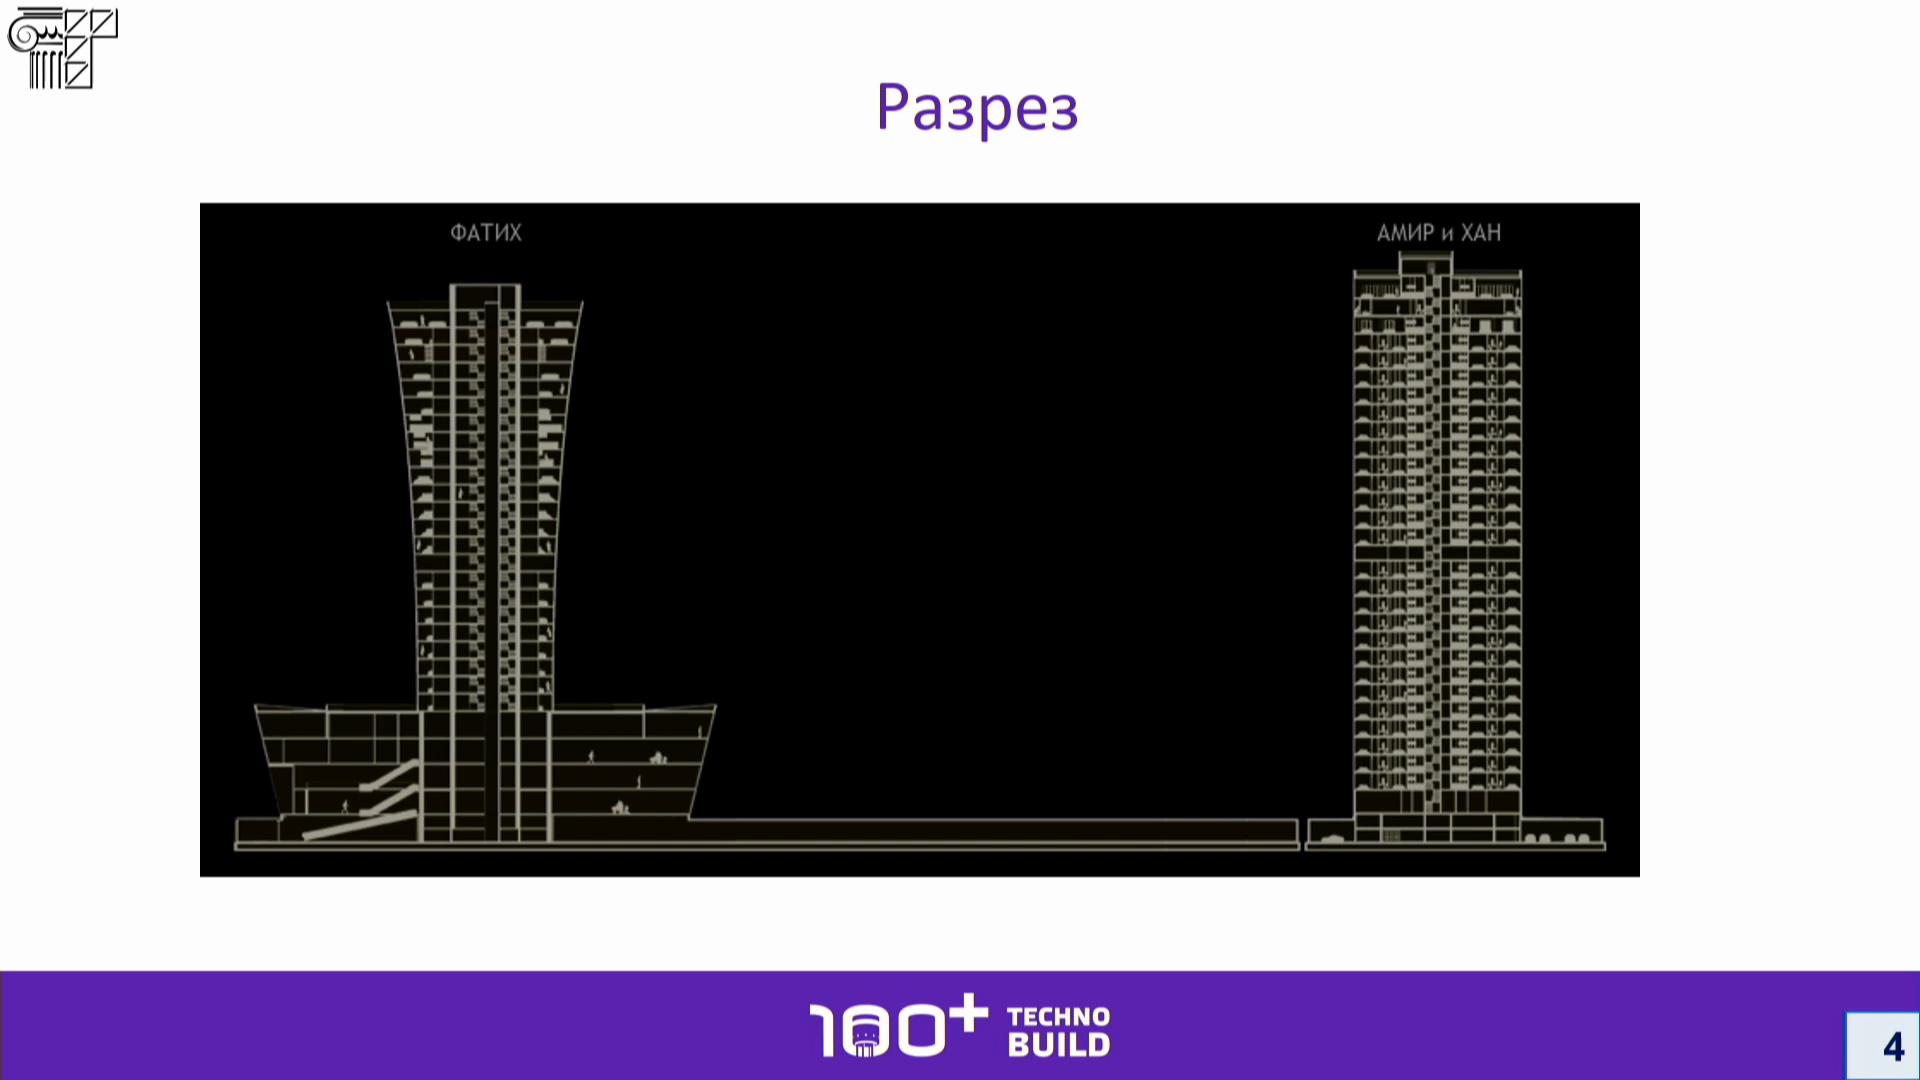 Разрез
ФАТИХ
АМИР и ХАН
100+ TECHNO
BUILD
4